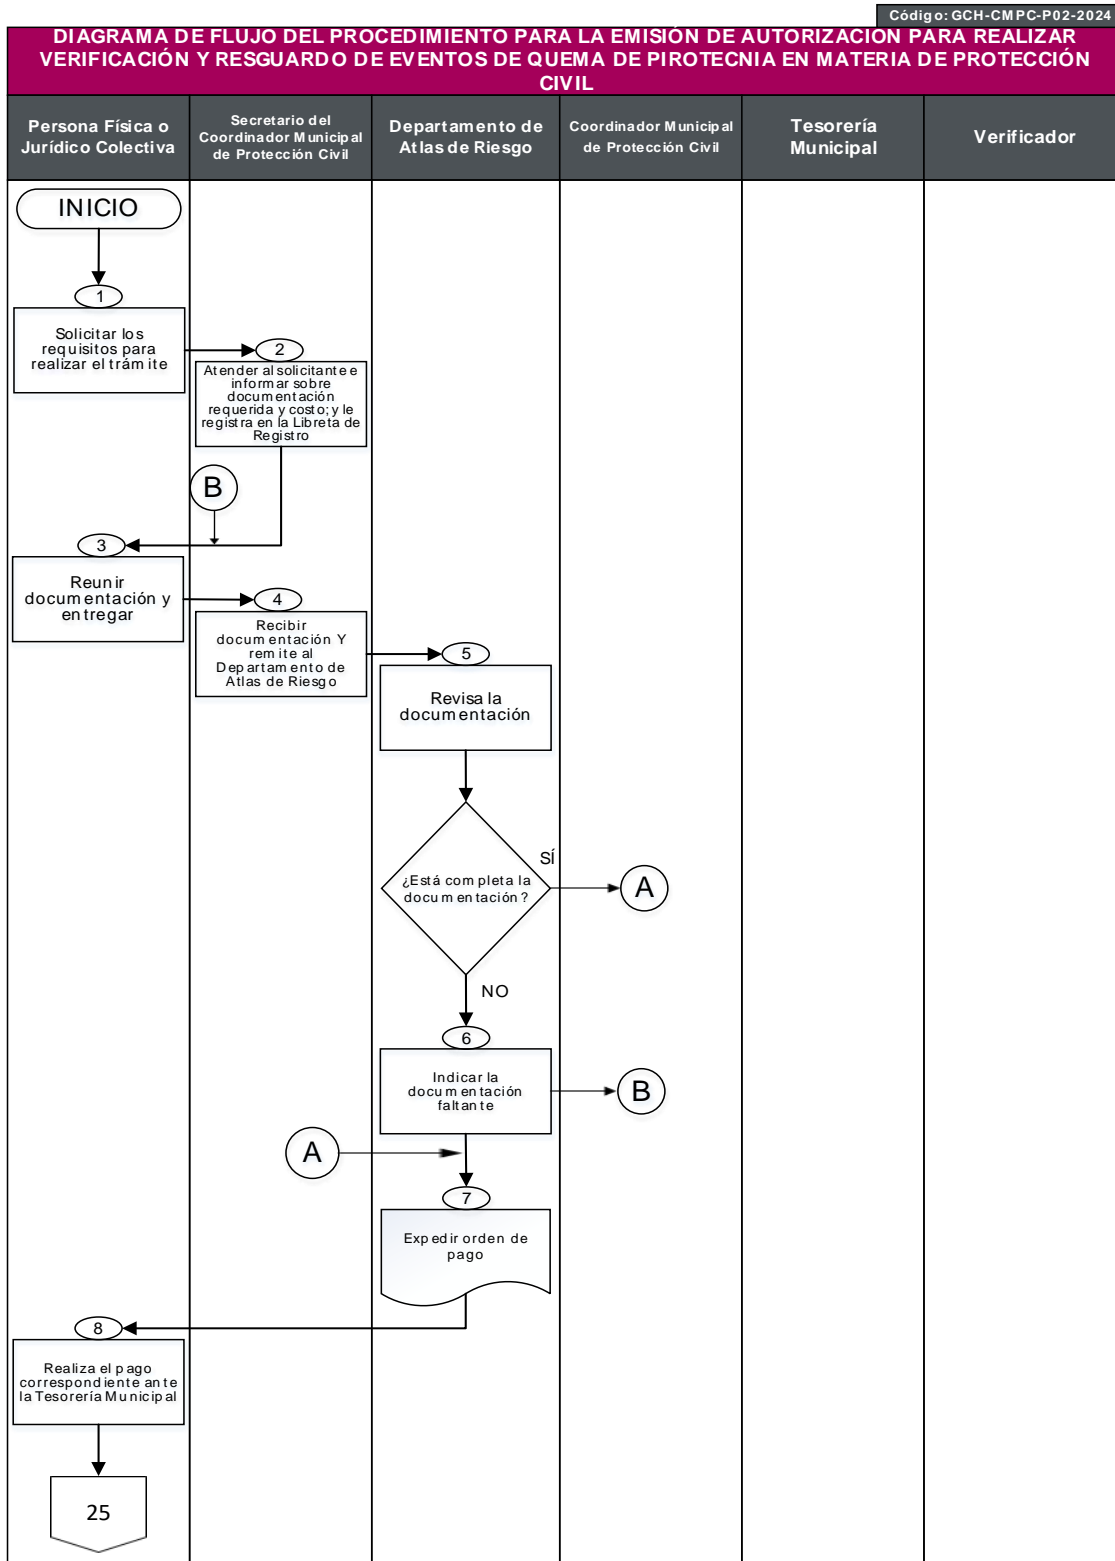 Código: GCH-CMPC-P02-2024
DIAGRAMA DE FLUJO DEL PROCEDIMIENTO PARA LA EMISIÓN DE AUTORIZACIÓN PARA REALIZAR
VERIFICACIÓN Y RESGUARDO DE EVENTOS DE QUEMA DE PIROTECNIA EN MATERIA DE PROTECCIÓN
CIVIL
Persona Física o
Jurídico Colectiva
Secretario del
Coordinador Municipal
de Protección Civil
Departamento de
Atlas de Riesgo
Coordinador Municipal
de Protección Civil
Tesorería
Municipal
Verificador
INICIO
1
Solicitar los
requisitos para
realizar el trámite
2
Atender al solicitante e
informar sobre
documentación
requerida y costo; y le
registra en la Libreta de
Registro
B
3
Reunir
documentación y
entregar
4
Recibir
documentación Y
remite al
Departamento de
Atlas de Riesgo
5
Revisa la
documentación
¿Está completa la
documentación?
SÍ
A
NO
6
Indicar la
documentación
faltante
B
A
7
Expedir orden de
pago
8
Realiza el pago
correspondiente ante
la Tesorería Municipal
25